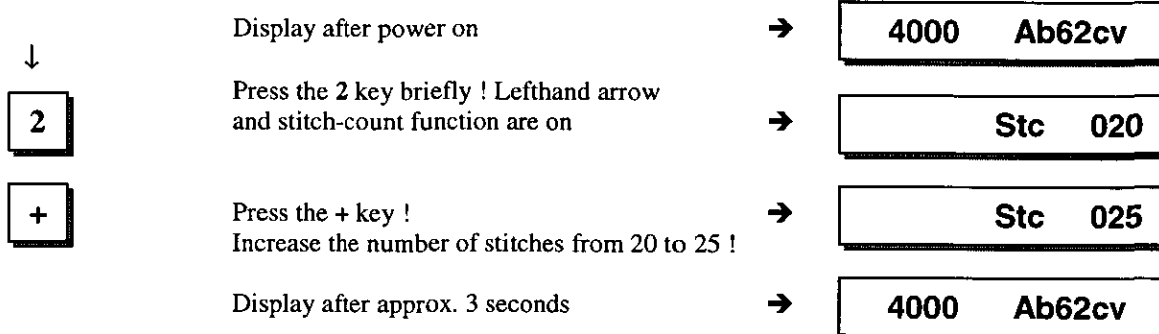 Display after power on ➔ 4000 Ab62cv
↓
Press the 2 key briefly ! Lefthand arrow
2 and stitch-count function are on ➔ Stc 020
+ Press the + key ! ➔ Stc 025
Increase the number of stitches from 20 to 25 !
Display after approx. 3 seconds ➔ 4000 Ab62cv